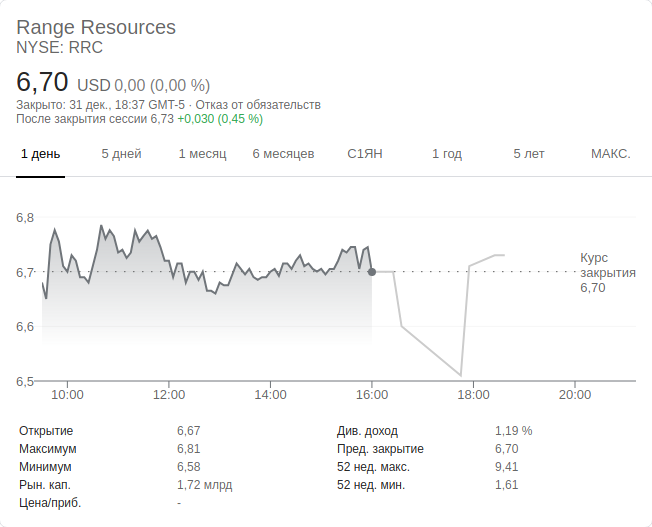 Range Resources
NYSE: RRC
6,70 USD 0,00 (0,00 %)
Закрыто: 31 дек., 18:37 GMT-5 · Отказ от обязательств
После закрытия сессии 6,73 +0,030 (0,45 %)
1 день 5 дней 1 месяц 6 месяцев С1ЯН 1 год 5 лет МАКС.
6,8
6,7
6,6
6,5
Курс
закрытия
6,70
10:00 12:00 14:00 16:00 18:00 20:00
Открытие 6,67 Див. доход 1,19 %
Максимум 6,81 Пред. закрытие 6,70
Минимум 6,58 52 нед. макс. 9,41
Рын. кап. 1,72 млрд 52 нед. мин. 1,61
Цена/приб. -